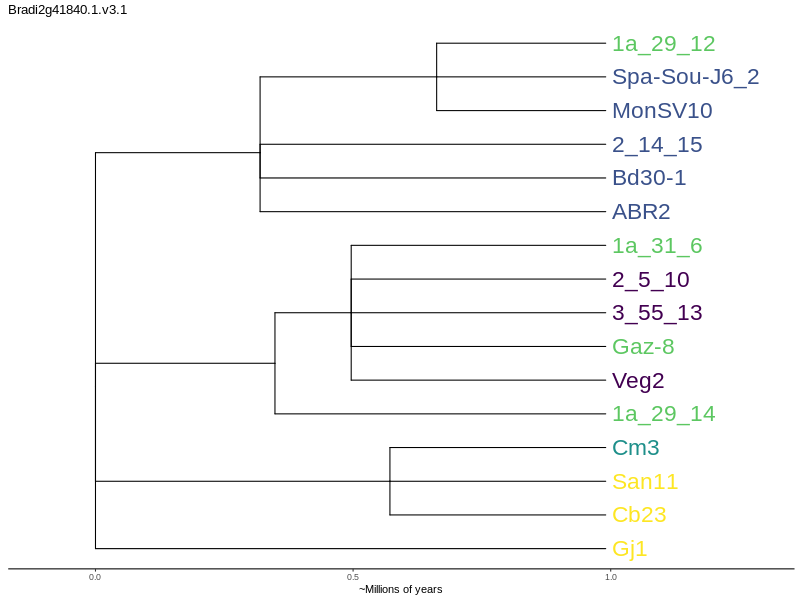 Bradi2g41840.1.v3.1
1a_29_12
Spa-Sou-J6_2
MonSV10
2_14_15
Bd30-1
ABR2
1a_31_6
2_5_10
3_55_13
Gaz-8
Veg2
1a_29_14
Cm3
San11
Cb23
Gj1
0.0 0.5 1.0
~Millions of years